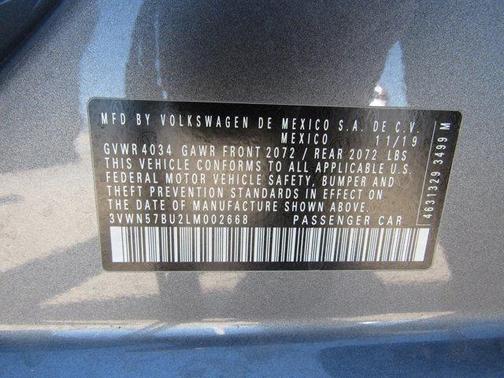 MFD BY VOLKSWAGEN DE MEXICO S.A. DE C.V.
MEXICO 11/19
GVWR 4034 GAWR FRONT 2072 / REAR 2072 LBS
THIS VEHICLE CONFORMS TO ALL APPLICABLE U.S.
FEDERAL MOTOR VEHICLE SAFETY, BUMPER AND
THEFT PREVENTION STANDARDS IN EFFECT ON
THE DATE OF MANUFACTURE SHOWN ABOVE.
3VWN57BU2LM002668 PASSENGER CAR
4631329 3499 M